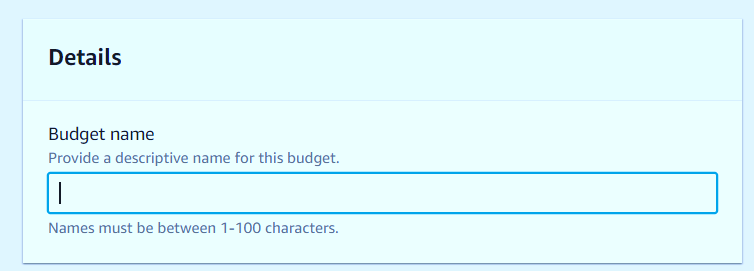 Details
Budget name
Provide a descriptive name for this budget.
Names must be between 1-100 characters.